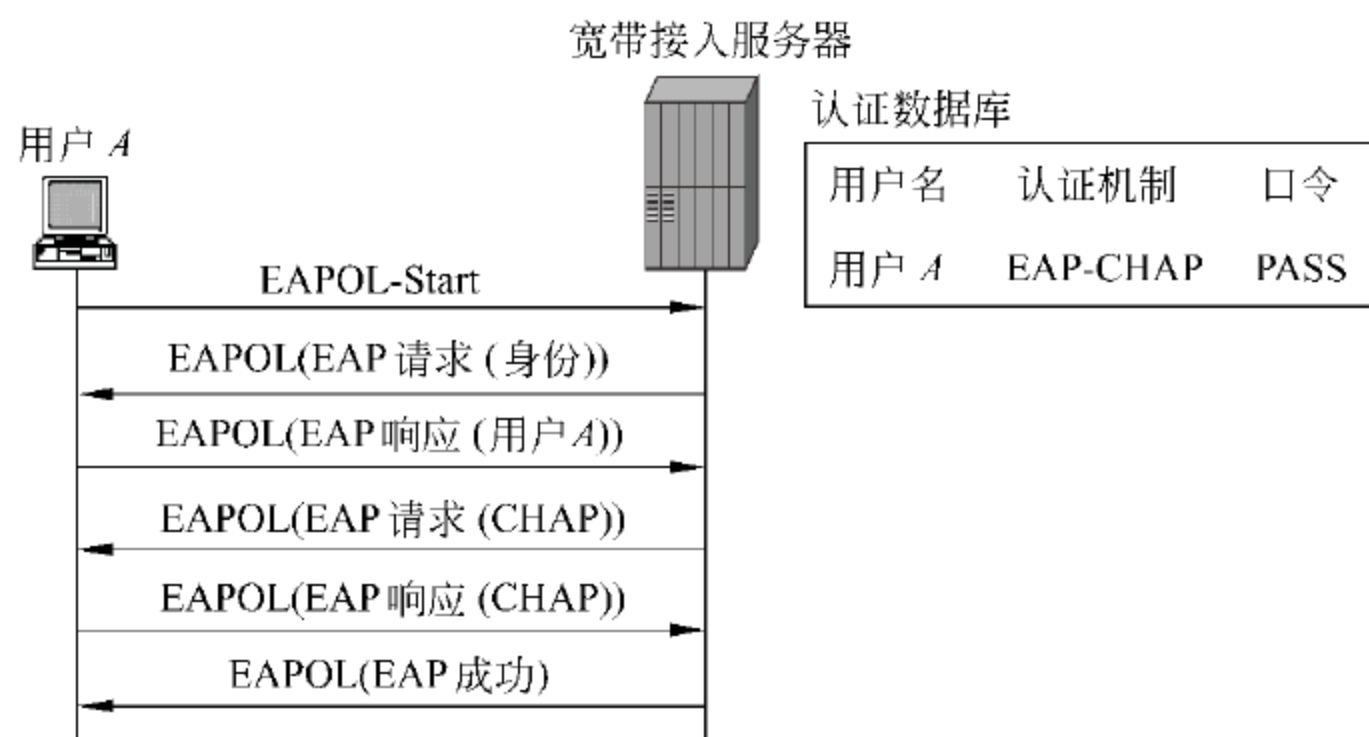 宽带接入服务器
认证数据库
用户 A
用户名 认证机制 口令
用户 A EAP-CHAP PASS
EAPOL-Start
EAPOL(EAP 请求 (身份))
EAPOL(EAP 响应 (用户A))
EAPOL(EAP 请求 (CHAP))
EAPOL(EAP 响应 (CHAP))
EAPOL(EAP 成功)